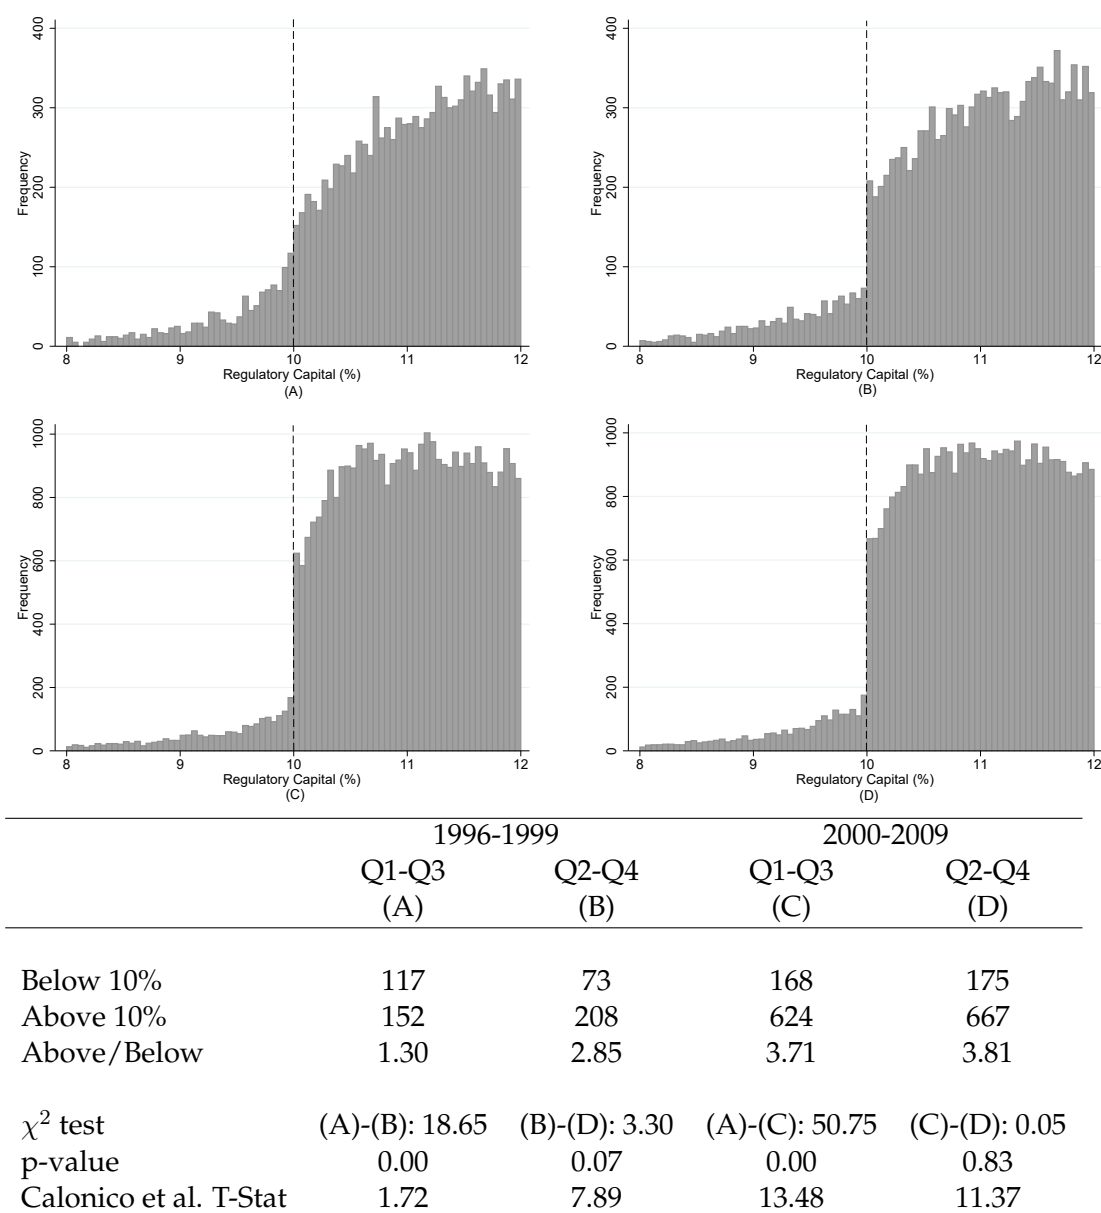 400
300
200
100
0
Frequency
8 9 10 11 12
Regulatory Capital (%)
(A)
400
300
200
100
0
Frequency
8 9 10 11 12
Regulatory Capital (%)
(B)
1000
800
600
400
200
0
Frequency
8 9 10 11 12
Regulatory Capital (%)
(C)
1000
800
600
400
200
0
Frequency
8 9 10 11 12
Regulatory Capital (%)
(D)
1996-1999 2000-2009
Q1-Q3 Q2-Q4 Q1-Q3 Q2-Q4
(A) (B) (C) (D)
Below 10% 117 73 168 175
Above 10% 152 208 624 667
Above/Below 1.30 2.85 3.71 3.81
χ² test (A)-(B): 18.65 (B)-(D): 3.30 (A)-(C): 50.75 (C)-(D): 0.05
p-value 0.00 0.07 0.00 0.83
Calonico et al. T-Stat 1.72 7.89 13.48 11.37